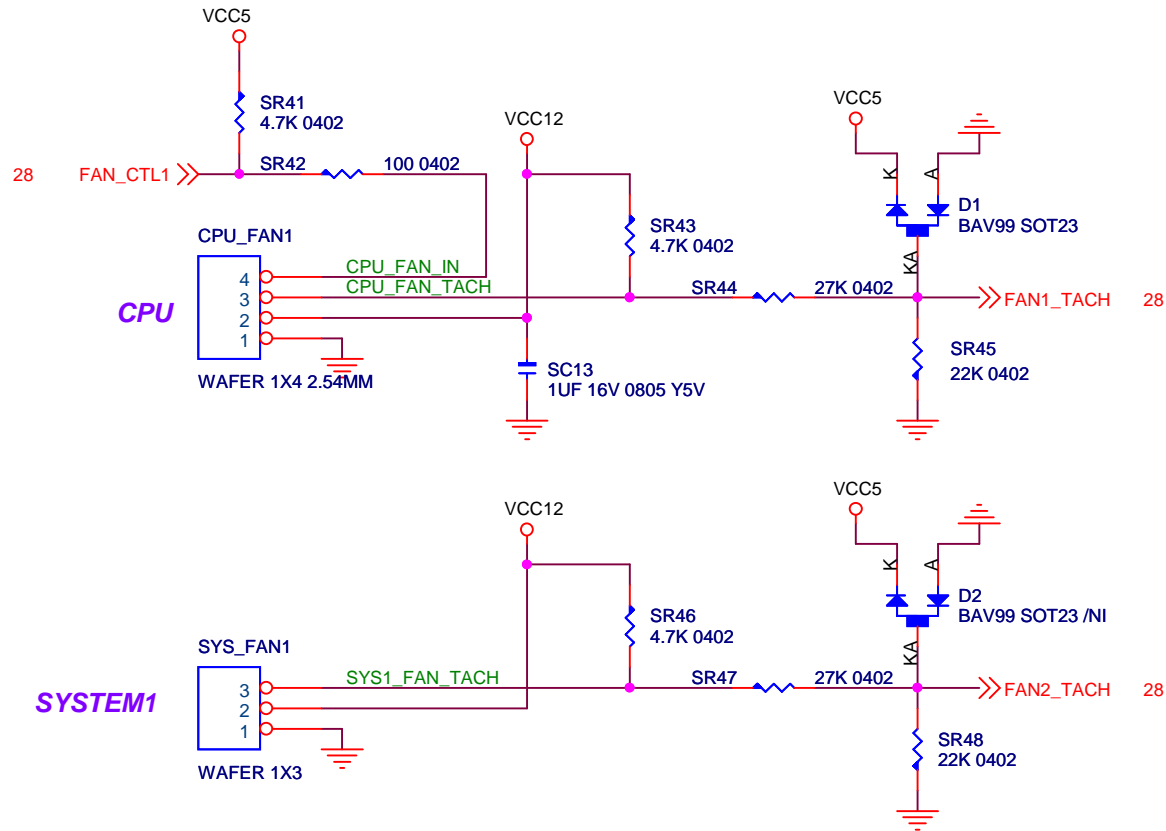 VCC5
SR41
4.7K 0402
28 FAN_CTL1
SR42 100 0402
VCC12
VCC5
K A
D1
BAV99 SOT23
KA
SR43
4.7K 0402
CPU_FAN1
CPU
4 CPU_FAN_IN
3 CPU_FAN_TACH
2
1
WAFER 1X4 2.54MM
SR44 27K 0402
FAN1_TACH 28
SR45
22K 0402
SC13
1UF 16V 0805 Y5V
VCC12
VCC5
K A
D2
BAV99 SOT23 /NI
KA
SR46
4.7K 0402
SYS_FAN1
SYSTEM1
3 SYS1_FAN_TACH
2
1
WAFER 1X3
SR47 27K 0402
FAN2_TACH 28
SR48
22K 0402